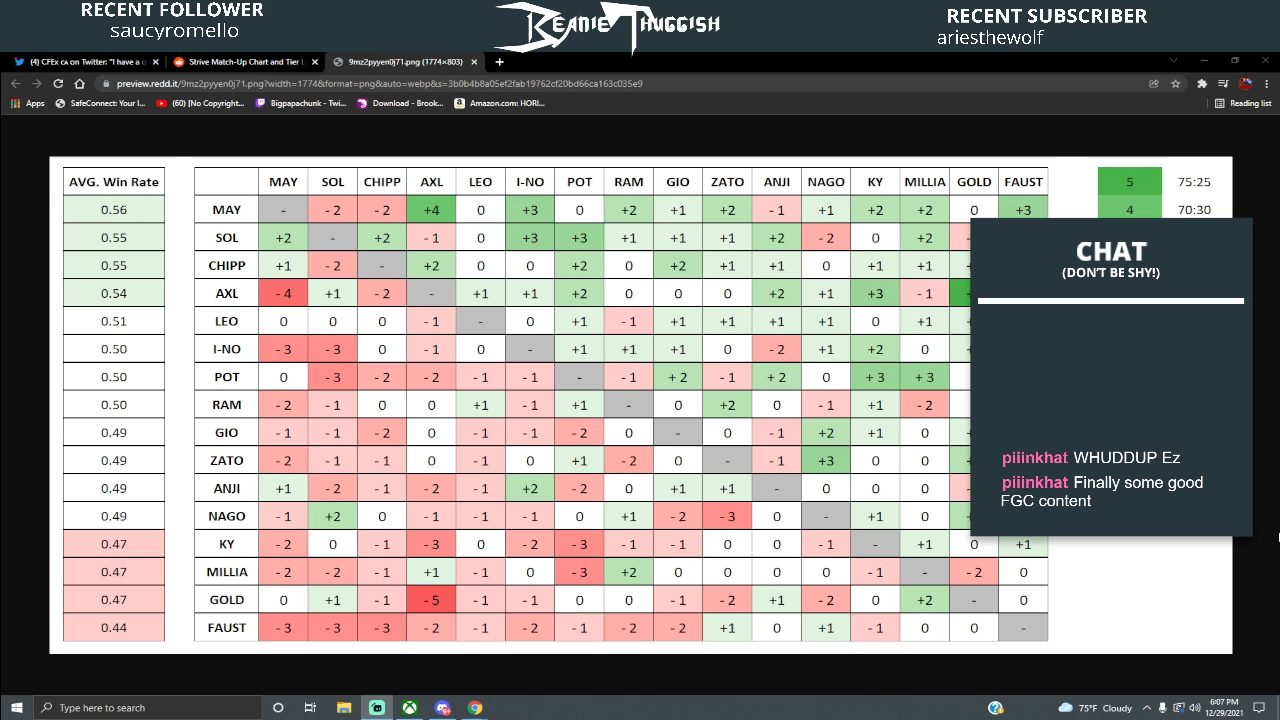 RECENT FOLLOWER
saucyromello
BEANIE THUGGISH
RECENT SUBSCRIBER
ariesthewolf
(4) CFEx ca on Twitter: "I have a q
Strive Match-Up Chart and Tier L
9mz2pyyen0j71.png (1774×803)
preview.redd.it/9mz2pyyen0j71.png?width=1774&format=png&auto=webp&s=3b0b4b8a05ef2fab19762cf20bd66ca163c035e9
Apps SafeConnect: Your I... (60) [No Copyright... Bigpapachunk - Twi... Download - Brook... Amazon.com: HORI... Reading list
AVG. Win Rate MAY SOL CHIPP AXL LEO I-NO POT RAM GIO ZATO ANJI NAGO KY MILLIA GOLD FAUST 5 75:25
0.56 MAY - - 2 - 2 +4 0 +3 0 +2 +1 +2 - 1 +1 +2 +2 0 +3 4 70:30
0.55 SOL +2 - +2 - 1 0 +3 +3 +1 +1 +1 +2 - 2 0 +2
0.55 CHIPP +1 - 2 - +2 0 0 +2 0 +2 +1 +1 0 +1 +1
0.54 AXL - 4 +1 - 2 - +1 +1 +2 0 0 0 +2 +1 +3 - 1
0.51 LEO 0 0 0 - 1 - 0 +1 - 1 +1 +1 +1 +1 0 +1
0.50 I-NO - 3 - 3 0 - 1 0 - +1 +1 +1 0 - 2 +1 +2 0
0.50 POT 0 - 3 - 2 - 2 - 1 - 1 - - 1 + 2 - 1 + 2 0 + 3 + 3
0.50 RAM - 2 - 1 0 0 +1 - 1 +1 - 0 +2 0 - 1 +1 - 2
0.49 GIO - 1 - 1 - 2 0 - 1 - 1 - 2 0 - 0 - 1 +2 +1 0
0.49 ZATO - 2 - 1 - 1 0 - 1 0 +1 - 2 0 - - 1 +3 0 0
0.49 ANJI +1 - 2 - 1 - 2 - 1 +2 - 2 0 +1 +1 - 0 0 0
0.49 NAGO - 1 +2 0 - 1 - 1 - 1 0 +1 - 2 - 3 0 - +1 0
0.47 KY - 2 0 - 1 - 3 0 - 2 - 3 - 1 - 1 0 0 - 1 - +1 0 +1
0.47 MILLIA - 2 - 2 - 1 +1 - 1 0 - 3 +2 0 0 0 0 - 1 - - 2 0
0.47 GOLD 0 +1 - 1 - 5 - 1 - 1 0 0 - 1 - 2 +1 - 2 0 +2 - 0
0.44 FAUST - 3 - 3 - 3 - 2 - 1 - 2 - 1 - 2 - 2 +1 0 +1 - 1 0 0 -
CHAT
(DON'T BE SHY!)
piiinkhat WHUDDUP Ez
piiinkhat Finally some good
FGC content
Type here to search
75°F Cloudy
6:07 PM
12/29/2021